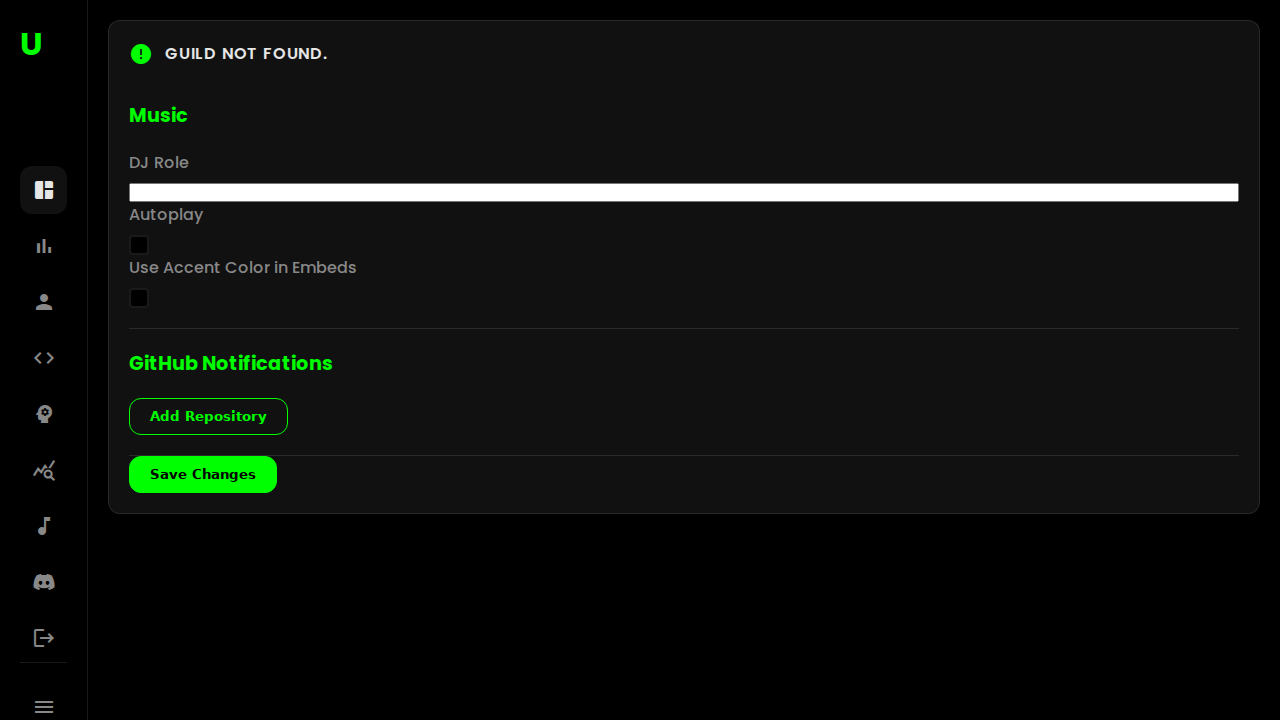 U
GUILD NOT FOUND.
Music
DJ Role
Autoplay
Use Accent Color in Embeds
GitHub Notifications
Add Repository
Save Changes